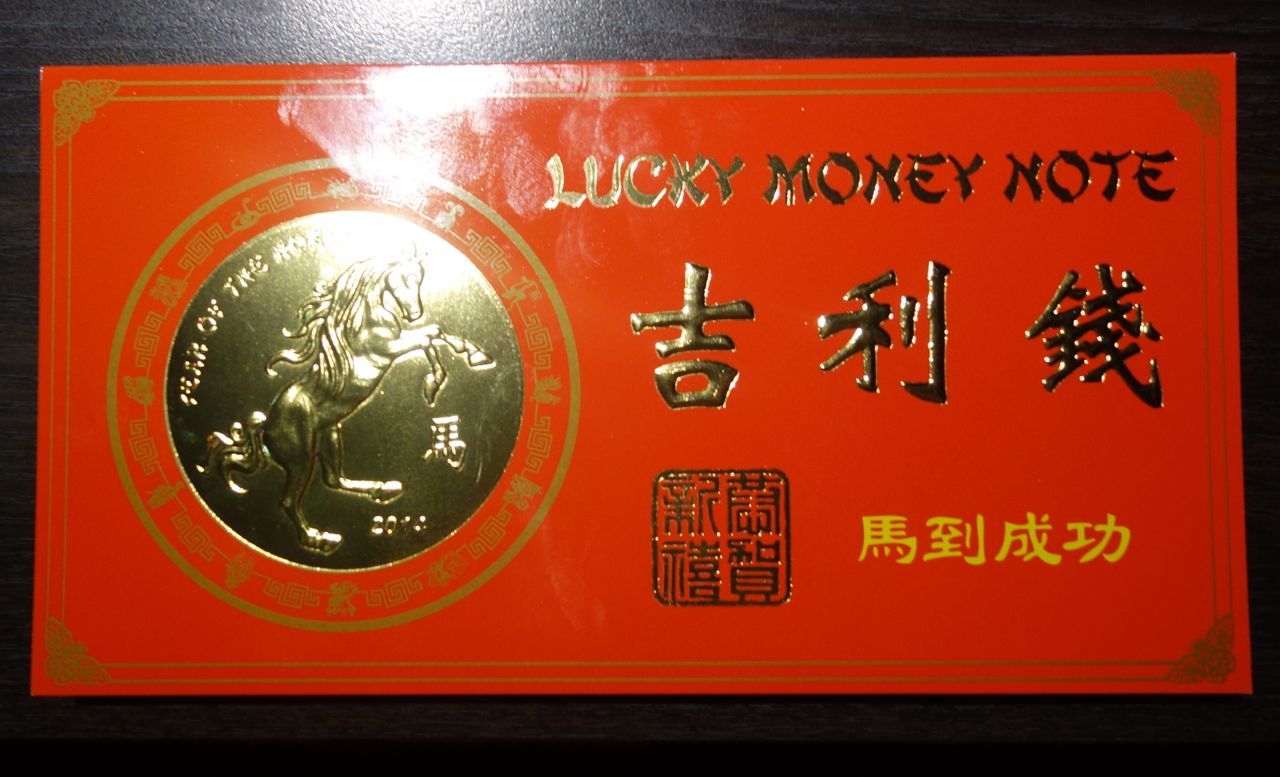 LUCKY MONEY NOTE
吉利錢
恭賀
新禧
馬到成功
YEAR OF THE
馬
2014